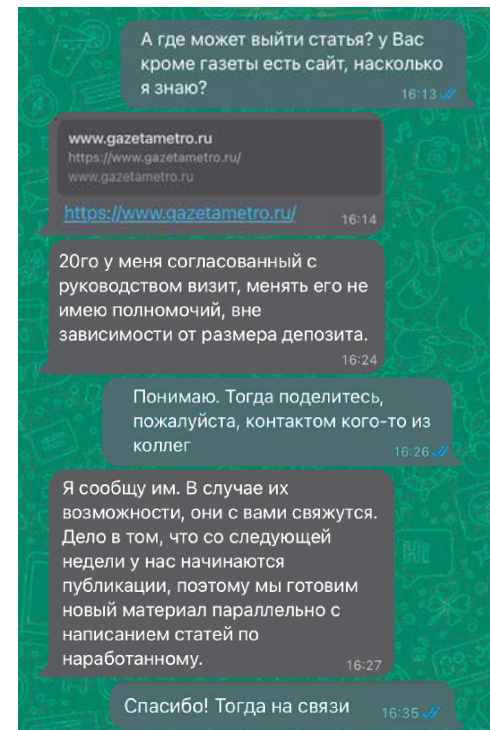 А где может выйти статья? у Вас
кроме газеты есть сайт, насколько
я знаю?
16:13
www.gazetametro.ru
https://www.gazetametro.ru/
www.gazetametro.ru
https://www.gazetametro.ru/
16:14
20го у меня согласованный с
руководством визит, менять его не
имею полномочий, вне
зависимости от размера депозита.
16:24
Понимаю. Тогда поделитесь,
пожалуйста, контактом кого-то из
коллег
16:26
Я сообщу им. В случае их
возможности, они с вами свяжутся.
Дело в том, что со следующей
недели у нас начинаются
публикации, поэтому мы готовим
новый материал параллельно с
написанием статей по
наработанному.
16:27
Спасибо! Тогда на связи
16:35